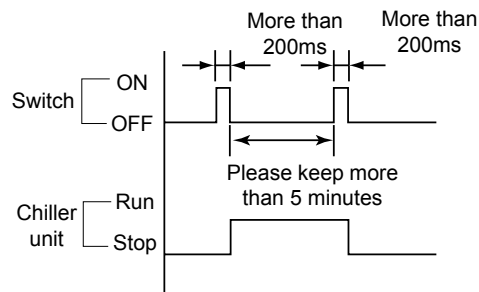 More than
200ms
More than
200ms
Switch
ON
OFF
Please keep more
than 5 minutes
Chiller
unit
Run
Stop